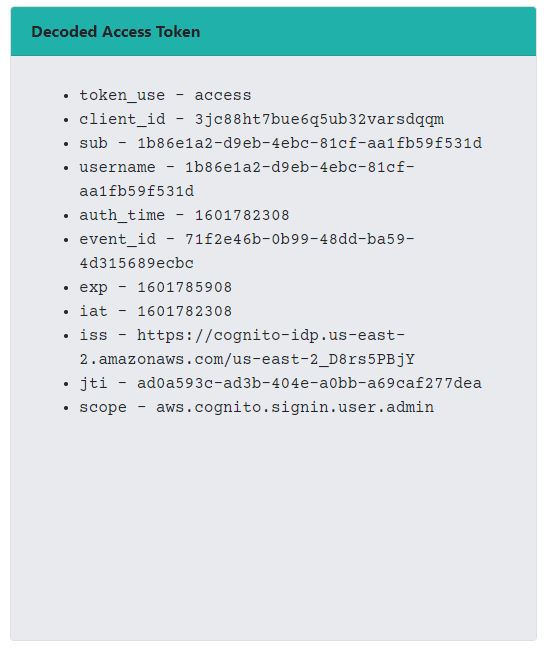 Decoded Access Token
• token_use - access
• client_id - 3jc88ht7bue6q5ub32varsdqqm
• sub - 1b86e1a2-d9eb-4ebc-81cf-aa1fb59f531d
• username - 1b86e1a2-d9eb-4ebc-81cf-
aa1fb59f531d
• auth_time - 1601782308
• event_id - 71f2e46b-0b99-48dd-ba59-
4d315689ecbc
• exp - 1601785908
• iat - 1601782308
• iss - https://cognito-idp.us-east-
2.amazonaws.com/us-east-2_D8rs5PBjY
• jti - ad0a593c-ad3b-404e-a0bb-a69caf277dea
• scope - aws.cognito.signin.user.admin